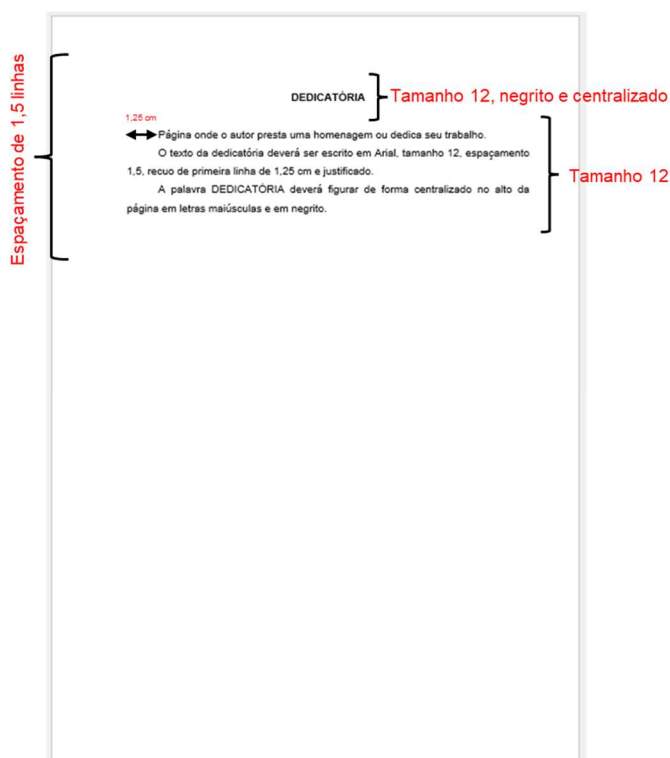 Espaçamento de 1,5 linhas
DEDICATÓRIA
Tamanho 12, negrito e centralizado
1,25 cm
Página onde o autor presta uma homenagem ou dedica seu trabalho.
O texto da dedicatória deverá ser escrito em Arial, tamanho 12, espaçamento
1,5, recuo de primeira linha de 1,25 cm e justificado.
A palavra DEDICATÓRIA deverá figurar de forma centralizado no alto da
página em letras maiúsculas e em negrito.
Tamanho 12